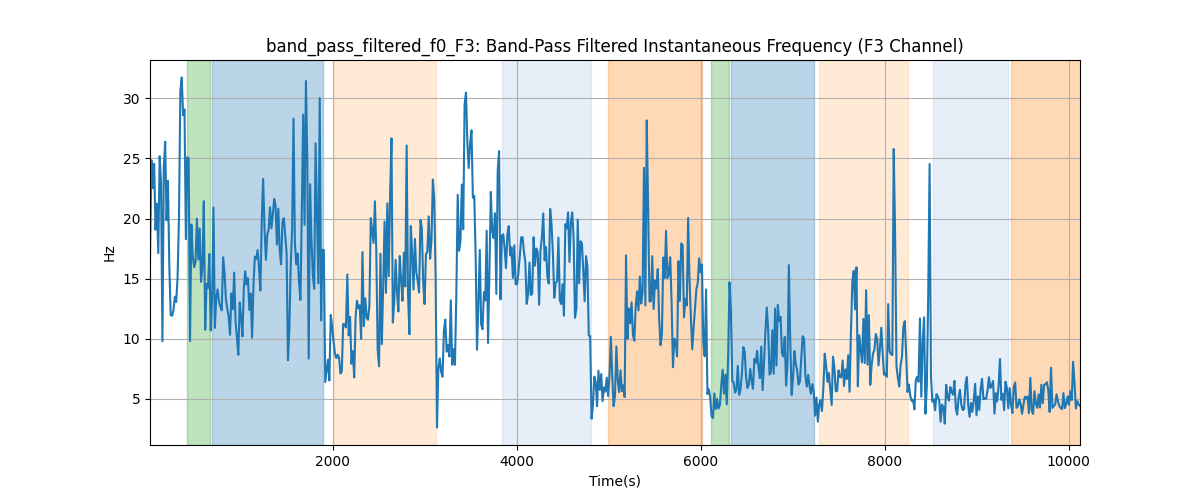 band_pass_filtered_f0_F3: Band-Pass Filtered Instantaneous Frequency (F3 Channel)
30
25
20
15
10
5
Hz
2000 4000 6000 8000 10000
Time(s)